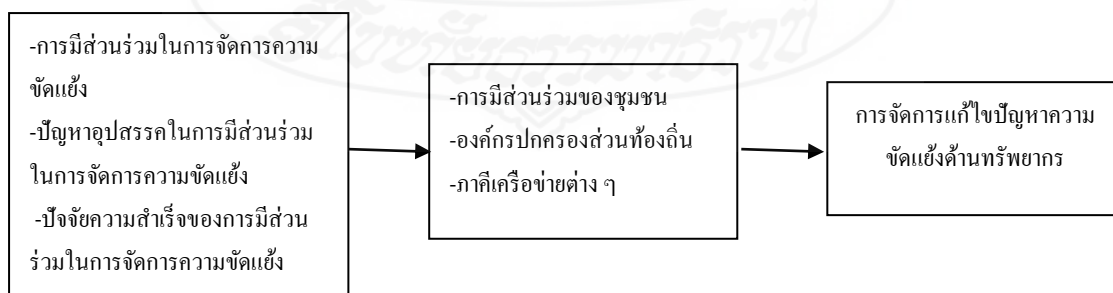 -การมีส่วนร่วมในการจัดการความ
ขัดแย้ง
-ปัญหาอุปสรรคในการมีส่วนร่วม
ในการจัดการความขัดแย้ง
-ปัจจัยความสำเร็จของการมีส่วน
ร่วมในการจัดการความขัดแย้ง
-การมีส่วนร่วมของชุมชน
-องค์กรปกครองส่วนท้องถิ่น
-ภาคีเครือข่ายต่าง ๆ
การจัดการแก้ไขปัญหาความ
ขัดแย้งด้านทรัพยากร